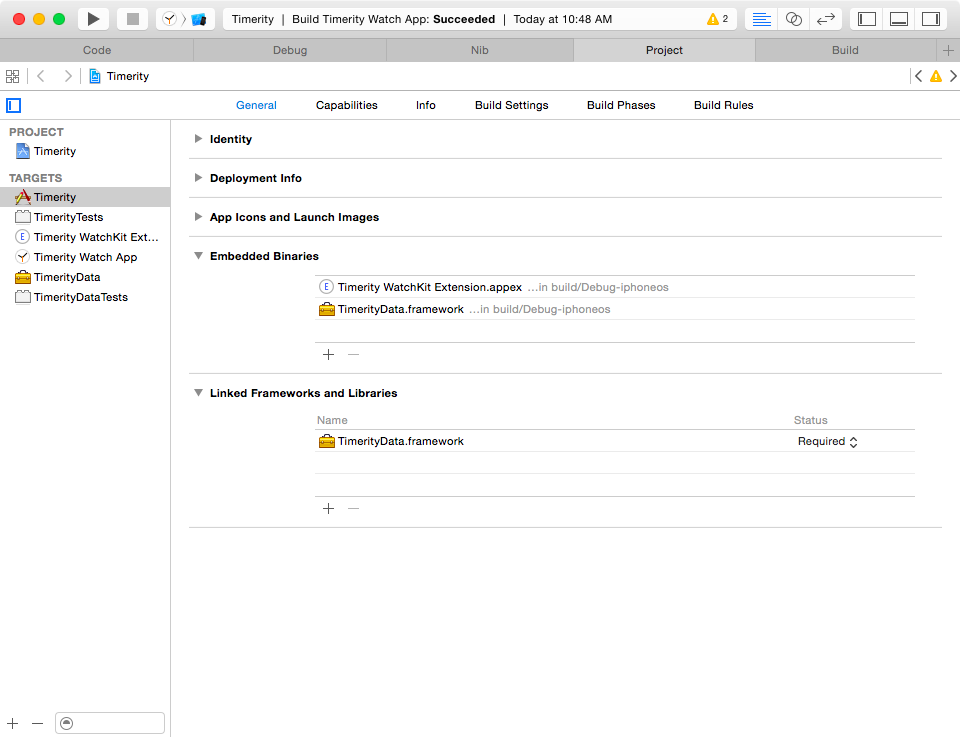 Timerity | Build Timerity Watch App: Succeeded | Today at 10:48 AM 2
Code Debug Nib Project Build
Timerity
General Capabilities Info Build Settings Build Phases Build Rules
PROJECT
Timerity
TARGETS
Timerity
TimerityTests
E Timerity WatchKit Ext...
Timerity Watch App
TimerityData
TimerityDataTests
Identity
Deployment Info
App Icons and Launch Images
Embedded Binaries
E Timerity WatchKit Extension.appex ...in build/Debug-iphoneos
TimerityData.framework ...in build/Debug-iphoneos
Linked Frameworks and Libraries
Name Status
TimerityData.framework Required